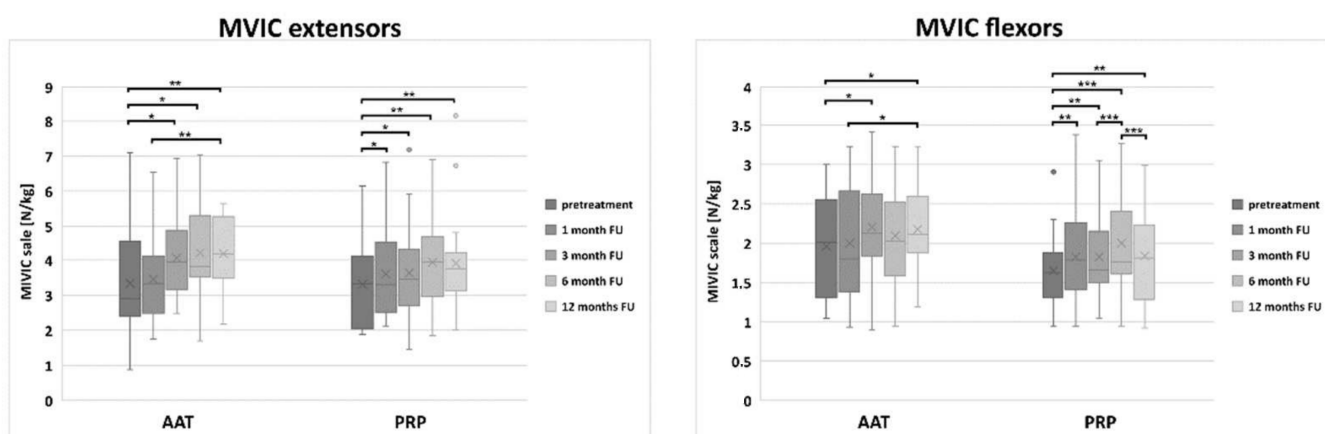 MVIC extensors
MIVIC scale [N/kg]
9
8
7
6
5
4
3
2
1
0
**
*
*
**
**
**
*
*
AAT
PRP
pretreatment
1 month FU
3 month FU
6 month FU
12 months FU
MVIC flexors
MIVIC scale [N/kg]
4
3.5
3
2.5
2
1.5
1
0.5
0
*
*
*
**
***
**
**
***
***
AAT
PRP
pretreatment
1 month FU
3 month FU
6 month FU
12 months FU